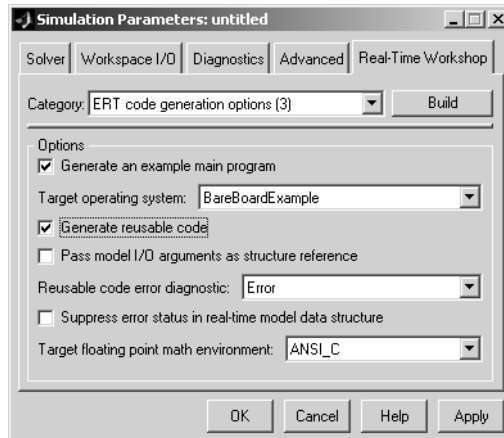 Simulation Parameters: untitled
Solver Workspace I/O Diagnostics Advanced Real-Time Workshop
Category: ERT code generation options (3) Build
Options
Generate an example main program
Target operating system: BareBoardExample
Generate reusable code
Pass model I/O arguments as structure reference
Reusable code error diagnostic: Error
Suppress error status in real-time model data structure
Target floating point math environment: ANSI_C
OK Cancel Help Apply